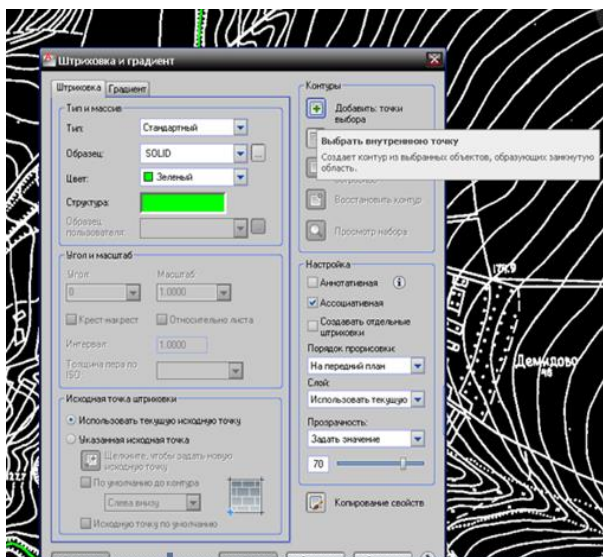 Штриховка и градиент
Штриховка
Градиент
Тип и массив
Тип:
Стандартный
Образец:
SOLID
...
Цвет:
Зеленый
Структура:
Образец
пользователя:
Угол и масштаб
Угол:
Масштаб
0
1.0000
Крест-накрест
Относительно листа
Интервал:
1.0000
Толщина пера по
ISO:
Исходная точка штриховки
Использовать текущую исходную точку
Указанная исходная точка
Щелкните, чтобы задать новую
исходную точку
По умолчанию до контура
Слева внизу
Исходную точку по умолчанию
Контуры
Добавить: точки
выбора
Выбрать внутреннюю точку
Создает контур из выбранных объектов, образующих замкнутую
область.
Восстановить контур
Просмотр набора
Настройка
Аннотативная
Ассоциативная
Создавать отдельные
штриховки
Порядок прорисовки:
На передний план
Слой:
Использовать текущую
Прозрачность:
Задать значение
70
Копирование свойств
Демидово